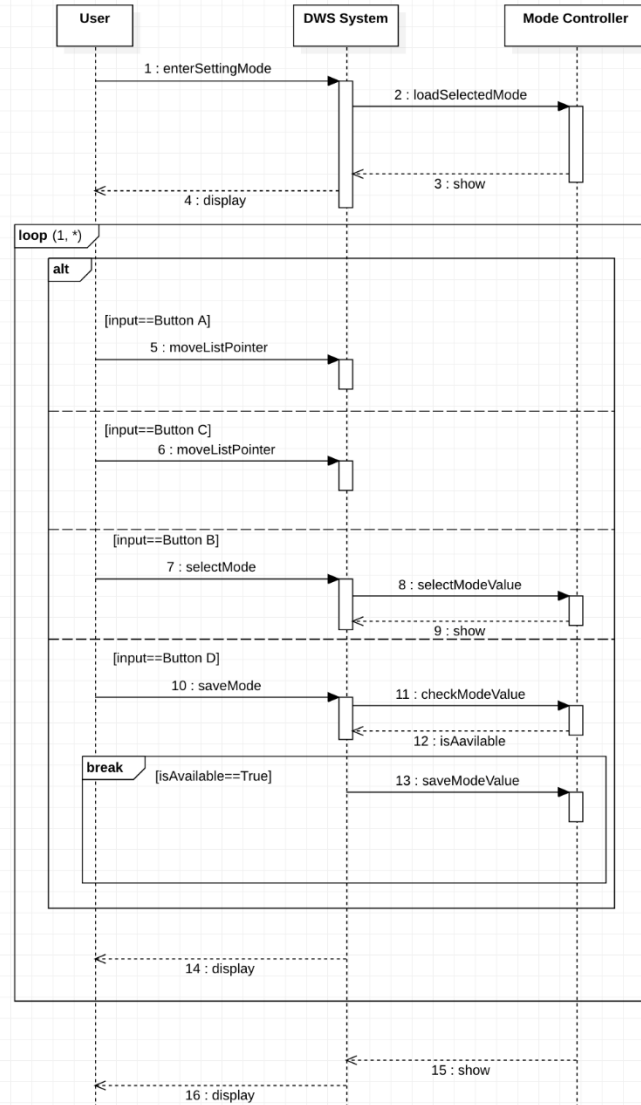 User
DWS System
Mode Controller
1 : enterSettingMode
2 : loadSelectedMode
3 : show
4 : display
loop (1, *)
alt
[input==Button A]
5 : moveListPointer
[input==Button C]
6 : moveListPointer
[input==Button B]
7 : selectMode
8 : selectModeValue
9 : show
[input==Button D]
10 : saveMode
11 : checkModeValue
12 : isAavilable
break
[isAvailable==True]
13 : saveModeValue
14 : display
15 : show
16 : display